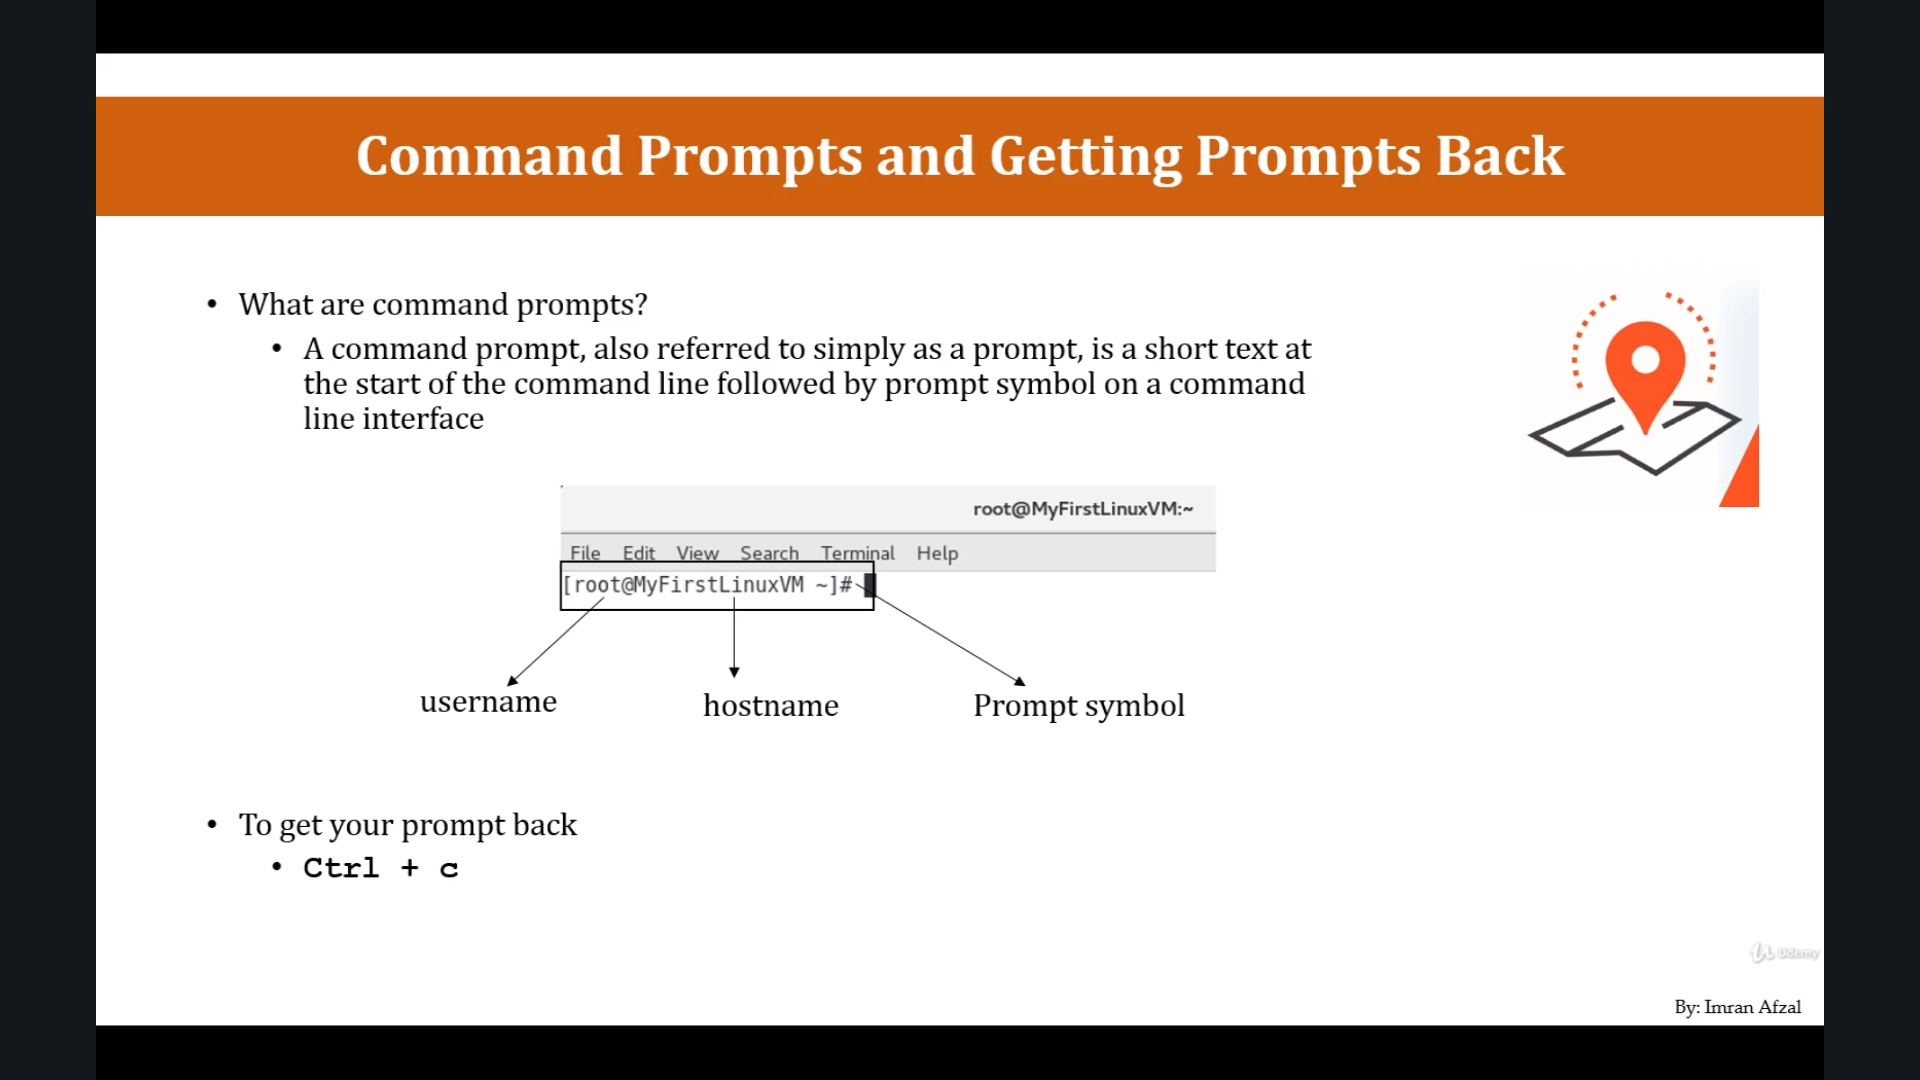 Command Prompts and Getting Prompts Back
• What are command prompts?
• A command prompt, also referred to simply as a prompt, is a short text at
the start of the command line followed by prompt symbol on a command
line interface
root@MyFirstLinuxVM:~
File Edit View Search Terminal Help
[root@MyFirstLinuxVM ~]#
username hostname Prompt symbol
• To get your prompt back
• Ctrl + c
Udemy
By: Imran Afzal